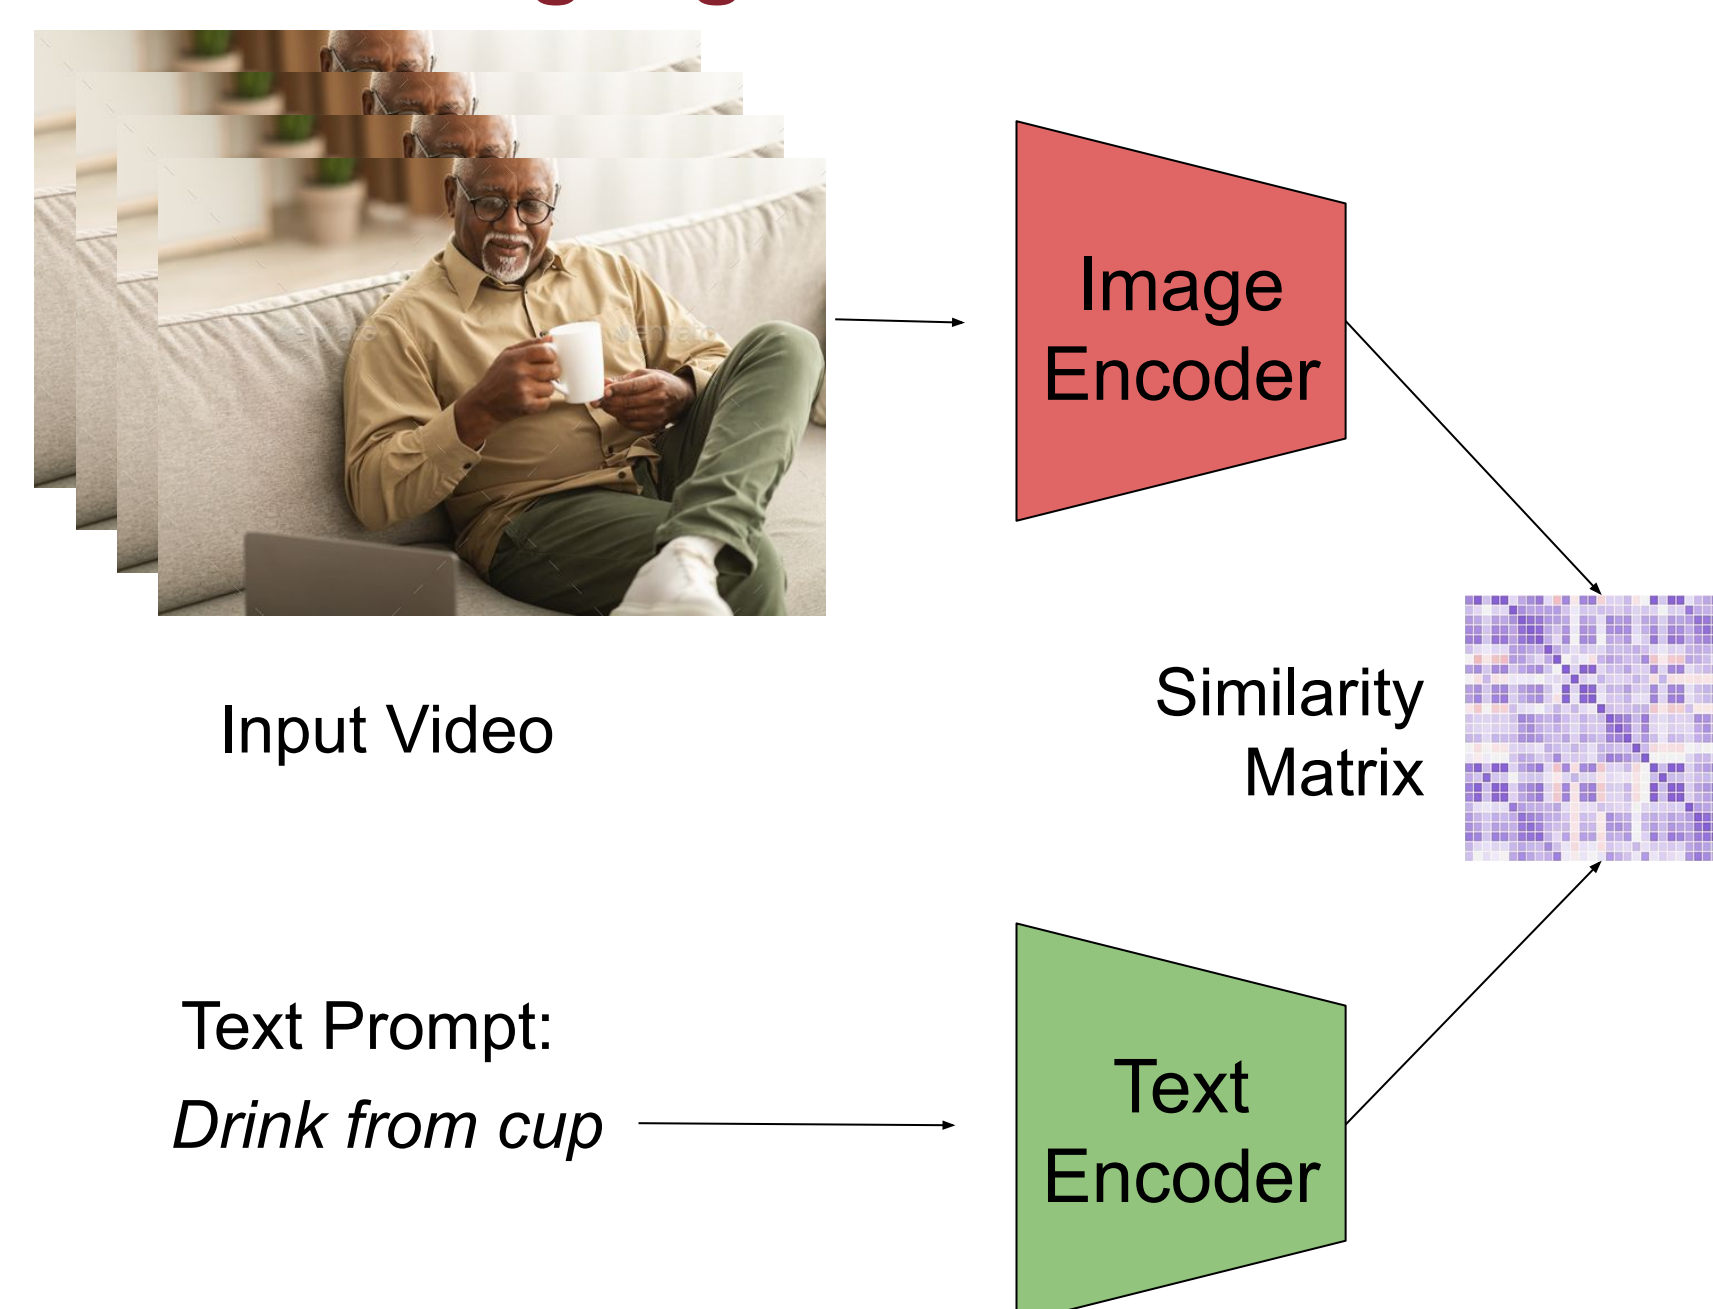 Image
Encoder
Input Video
Similarity
Matrix
Text Prompt:
Drink from cup
Text
Encoder